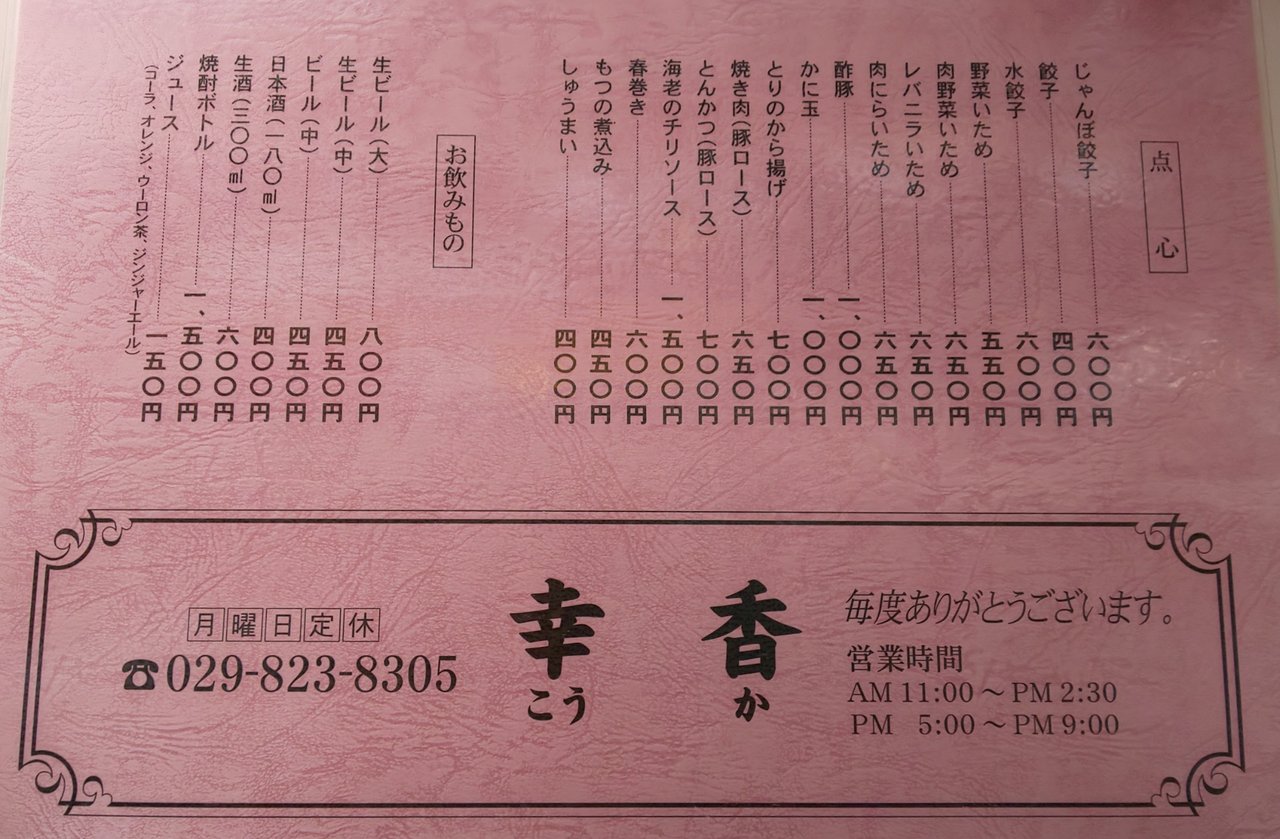 点心
じゃんぼ餃子 六〇〇円
餃子 四〇〇円
水餃子 六〇〇円
野菜いため 五五〇円
肉野菜いため 六五〇円
レバニラいため 六五〇円
肉にらいため 六五〇円
酢豚 一、〇〇〇円
かに玉 一、〇〇〇円
とりのから揚げ 七〇〇円
焼き肉(豚ロース) 六五〇円
とんかつ(豚ロース) 七〇〇円
海老のチリソース 一、五〇〇円
春巻き 六〇〇円
もつの煮込み 四五〇円
しゅうまい 四〇〇円
お飲みもの
生ビール(大) 八〇〇円
生ビール(中) 四五〇円
ビール(中) 四五〇円
日本酒(一八〇㎖) 四〇〇円
生酒(三〇〇㎖) 六〇〇円
焼酎ボトル 一、五〇〇円
ジュース 一五〇円
(コーラ、オレンジ、ウーロン茶、ジンジャーエール)
毎度ありがとうございます。
営業時間
AM 11:00〜PM 2:30
PM 5:00〜PM 9:00
幸香
こうか
月曜日定休
☎029-823-8305